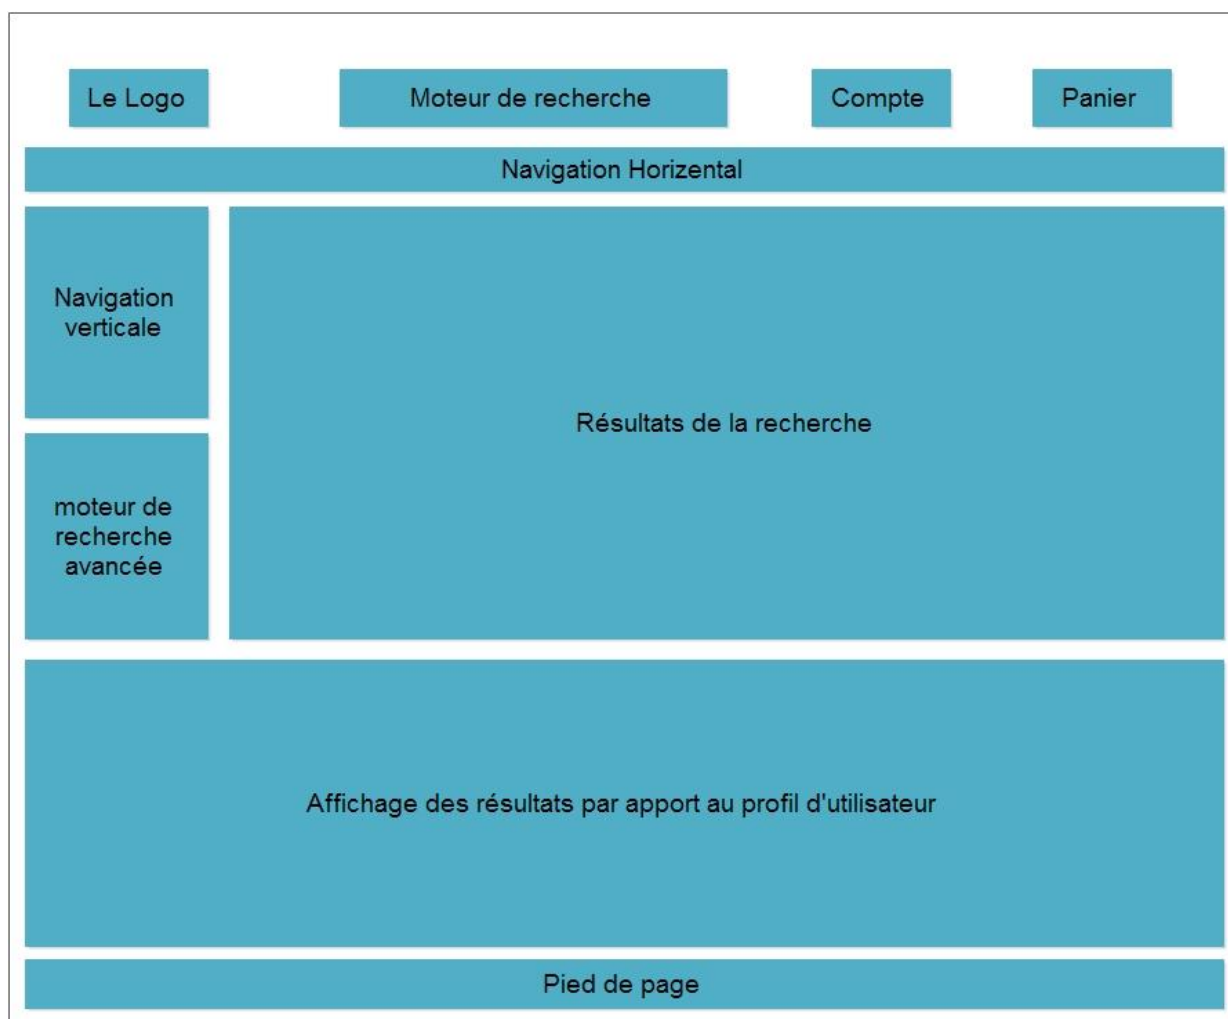 Le Logo
Moteur de recherche
Compte
Panier
Navigation Horizental
Navigation
verticale
Résultats de la recherche
moteur de
recherche
avancée
Affichage des résultats par apport au profil d'utilisateur
Pied de page